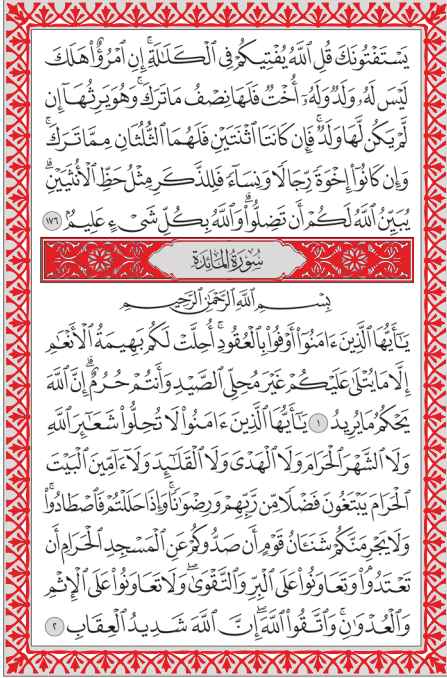 يَسْتَفْتُونَكَ قُلِ ٱللَّهُ يُفْتِيكُمْ فِى ٱلْكَلَٰلَةِۚ إِنِ ٱمْرُؤٌا۟ هَلَكَ
لَيْسَ لَهُۥ وَلَدٌ وَلَهُۥٓ أُخْتٌ فَلَهَا نِصْفُ مَا تَرَكَۚ وَهُوَ يَرِثُهَآ إِن
لَّمْ يَكُن لَّهَا وَلَدٌۚ فَإِن كَانَتَا ٱثْنَتَيْنِ فَلَهُمَا ٱلثُّلُثَانِ مِمَّا تَرَكَۚ
وَإِن كَانُوٓا۟ إِخْوَةً رِّجَالًا وَنِسَآءً فَلِلذَّكَرِ مِثْلُ حَظِّ ٱلْأُنثَيَيْنِۗ
يُبَيِّنُ ٱللَّهُ لَكُمْ أَن تَضِلُّوا۟ۗ وَٱللَّهُ بِكُلِّ شَىْءٍ عَلِيمٌۢ ١٧٦
سُورَةُ المَائِدَة
بِسْمِ ٱللَّهِ ٱلرَّحْمَٰنِ ٱلرَّحِيمِ
يَٰٓأَيُّهَا ٱلَّذِينَ ءَامَنُوٓا۟ أَوْفُوا۟ بِٱلْعُقُودِۚ أُحِلَّتْ لَكُم بَهِيمَةُ ٱلْأَنْعَٰمِ
إِلَّا مَا يُتْلَىٰ عَلَيْكُمْ غَيْرَ مُحِلِّى ٱلصَّيْدِ وَأَنتُمْ حُرُمٌۗ إِنَّ ٱللَّهَ
يَحْكُمُ مَا يُرِيدُ ١ يَٰٓأَيُّهَا ٱلَّذِينَ ءَامَنُوا۟ لَا تُحِلُّوا۟ شَعَٰٓئِرَ ٱللَّهِ
وَلَا ٱلشَّهْرَ ٱلْحَرَامَ وَلَا ٱلْهَدْىَ وَلَا ٱلْقَلَٰٓئِدَ وَلَآ ءَآمِّينَ ٱلْبَيْتَ
ٱلْحَرَامَ يَبْتَغُونَ فَضْلًا مِّن رَّبِّهِمْ وَرِضْوَٰنًاۚ وَإِذَا حَلَلْتُمْ فَٱصْطَادُوا۟ۚ
وَلَا يَجْرِمَنَّكُمْ شَنَـَٔانُ قَوْمٍ أَن صَدُّوكُمْ عَنِ ٱلْمَسْجِدِ ٱلْحَرَامِ أَن
تَعْتَدُوا۟ۘ وَتَعَاوَنُوا۟ عَلَى ٱلْبِرِّ وَٱلتَّقْوَىٰۖ وَلَا تَعَاوَنُوا۟ عَلَى ٱلْإِثْمِ
وَٱلْعُدْوَٰنِۚ وَٱتَّقُوا۟ ٱللَّهَۖ إِنَّ ٱللَّهَ شَدِيدُ ٱلْعِقَابِ ٢